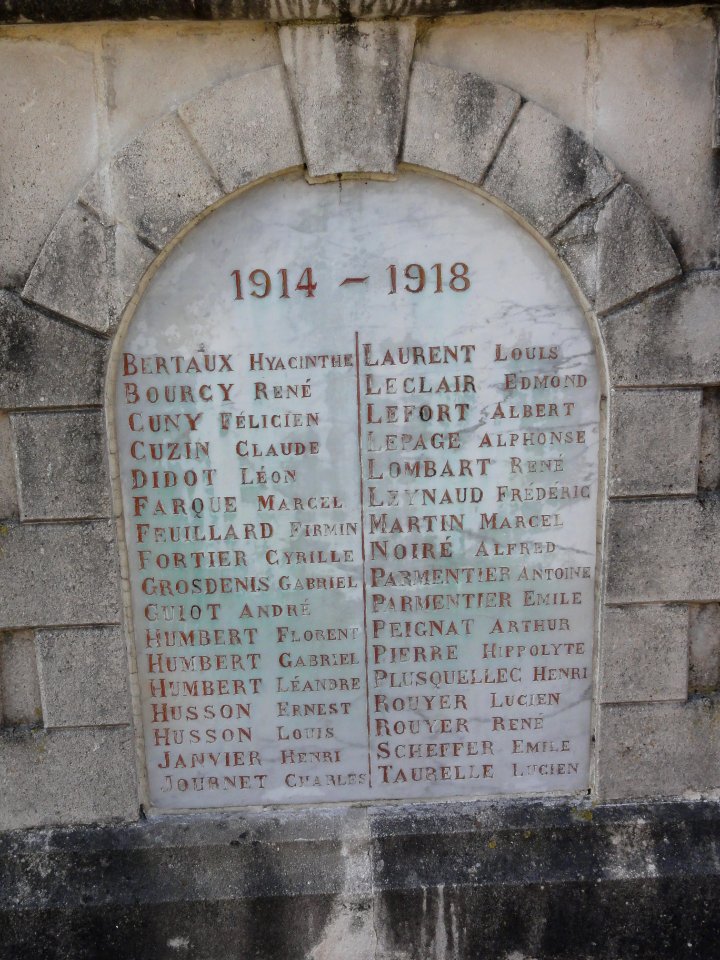 1914 - 1918
BERTAUX HYACINTHE
BOURCY RENÉ
CUNY FÉLICIEN
CUZIN CLAUDE
DIDOT LÉON
FARQUE MARCEL
FEUILLARD FIRMIN
FORTIER CYRILLE
GROSDENIS GABRIEL
GUIOT ANDRÉ
HUMBERT FLORENT
HUMBERT GABRIEL
HUMBERT LÉANDRE
HUSSON ERNEST
HUSSON LOUIS
JANVIER HENRI
JOURNET CHARLES
LAURENT LOUIS
LECLAIR EDMOND
LEFORT ALBERT
LEPAGE ALPHONSE
LOMBART RENÉ
LEYNAUD FRÉDÉRIC
MARTIN MARCEL
NOIRÉ ALFRED
PARMENTIER ANTOINE
PARMENTIER EMILE
PEIGNAT ARTHUR
PIERRE HIPPOLYTE
PLUSQUELLEC HENRI
ROUYER LUCIEN
ROUYER RENÉ
SCHEFFER EMILE
TAURELLE LUCIEN